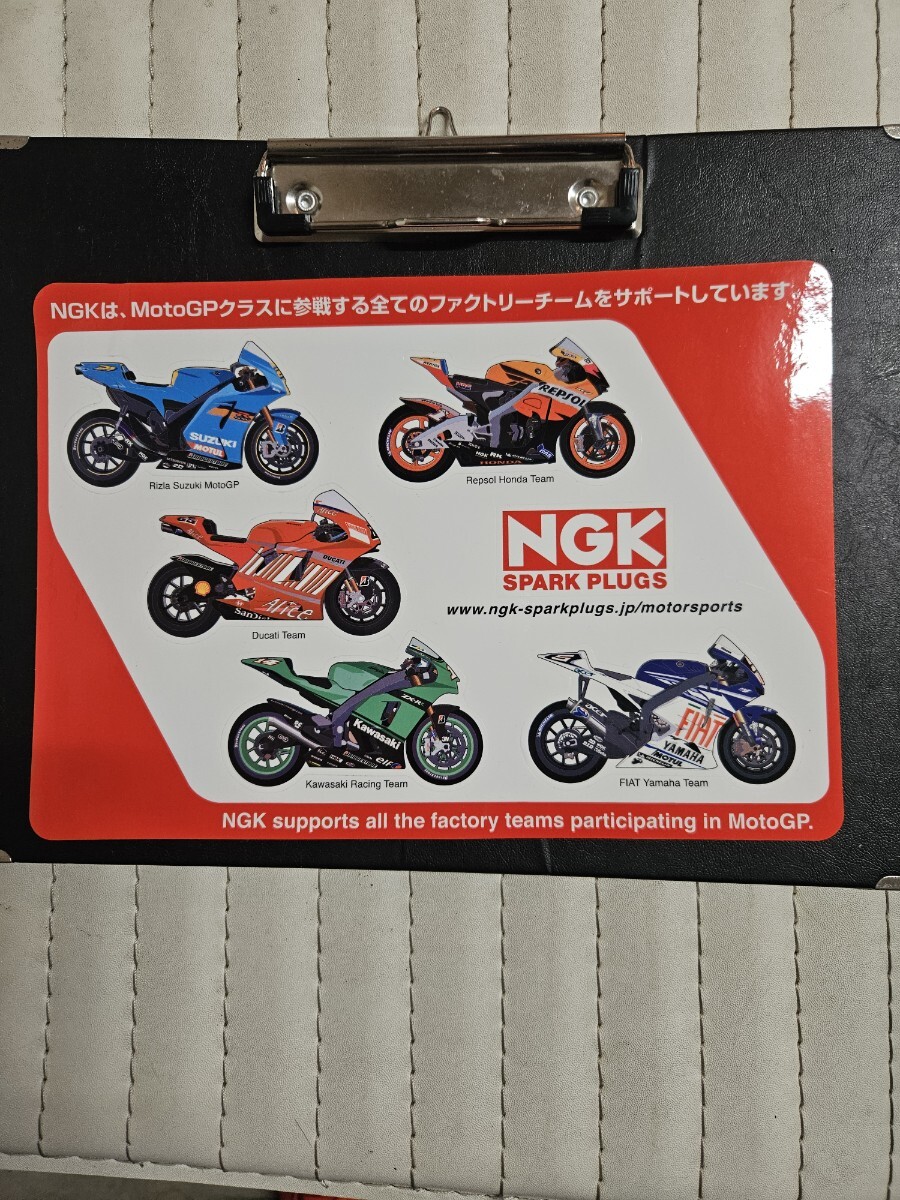 NGKは、MotoGPクラスに参戦する全てのファクトリーチームをサポートしています。
SUZUKI
MOTUL
Rizla Suzuki MotoGP
REPSOL
HONDA
Repsol Honda Team
65
DUCATI
Alice
Ducati Team
NGK
SPARK PLUGS
www.ngk-sparkplugs.jp/motorsports
Kawasaki
elf
Kawasaki Racing Team
acer
FIAT
YAMAHA
MOTUL
FIAT Yamaha Team
NGK supports all the factory teams participating in MotoGP.